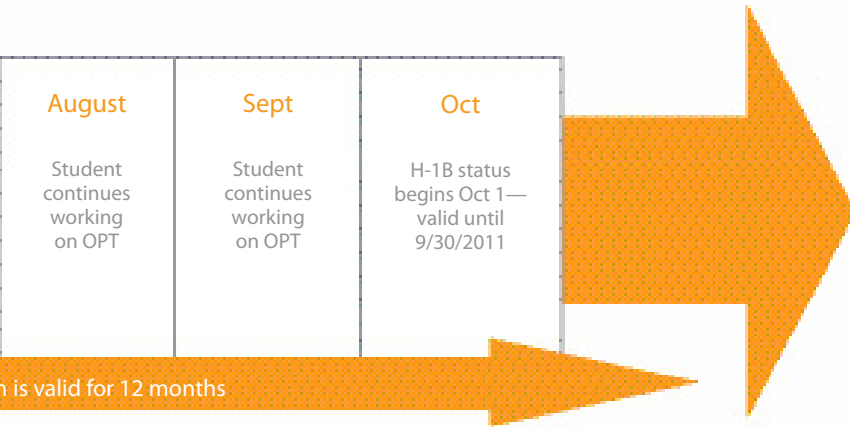 August
Student
continues
working
on OPT
Sept
Student
continues
working
on OPT
Oct
H-1B status
begins Oct 1—
valid until
9/30/2011
is valid for 12 months